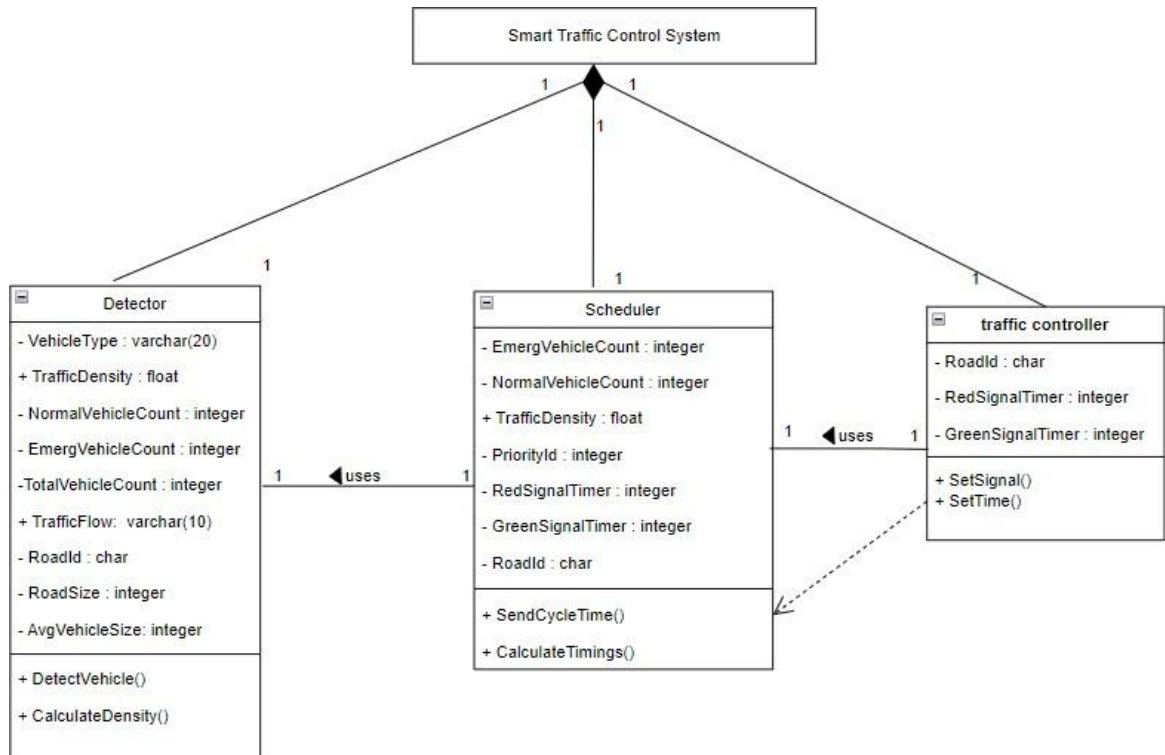 Smart Traffic Control System
1
1
1
1
1
1
Detector
- VehicleType : varchar(20)
+ TrafficDensity : float
- NormalVehicleCount : integer
- EmergVehicleCount : integer
-TotalVehicleCount : integer
+ TrafficFlow: varchar(10)
- RoadId : char
- RoadSize : integer
- AvgVehicleSize: integer
+ DetectVehicle()
+ CalculateDensity()
1
uses
1
Scheduler
- EmergVehicleCount : integer
- NormalVehicleCount : integer
+ TrafficDensity : float
- PriorityId : integer
- RedSignalTimer : integer
- GreenSignalTimer : integer
- RoadId : char
+ SendCycleTime()
+ CalculateTimings()
1
uses
1
traffic controller
- RoadId : char
- RedSignalTimer : integer
- GreenSignalTimer : integer
+ SetSignal()
+ SetTime()